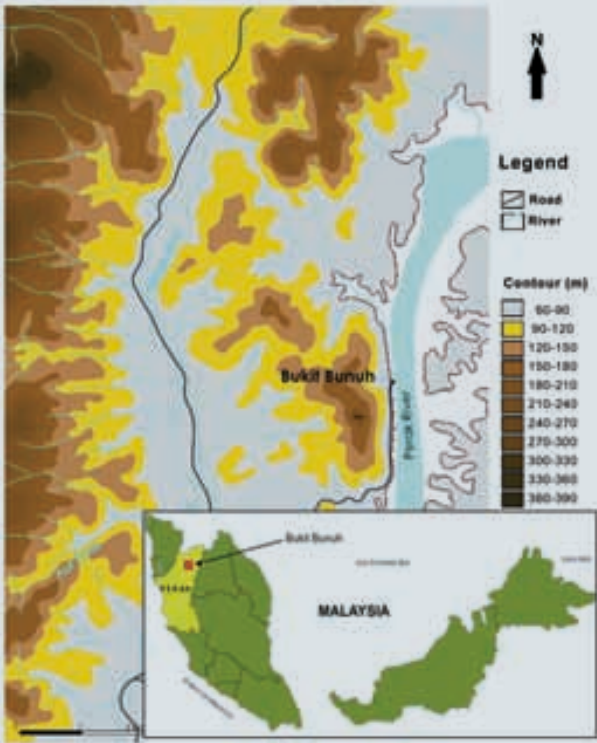 N
Legend
Road
River
Contour (m)
60-90
90-120
120-150
150-180
180-210
210-240
240-270
270-300
300-330
330-360
360-390
Bukit Bunuh
Perak River
Bukit Bunuh
PERAK
MALAYSIA